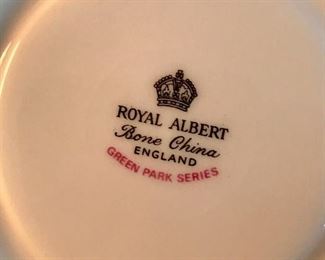 ROYAL ALBERT
Bone China
ENGLAND
GREEN PARK SERIES